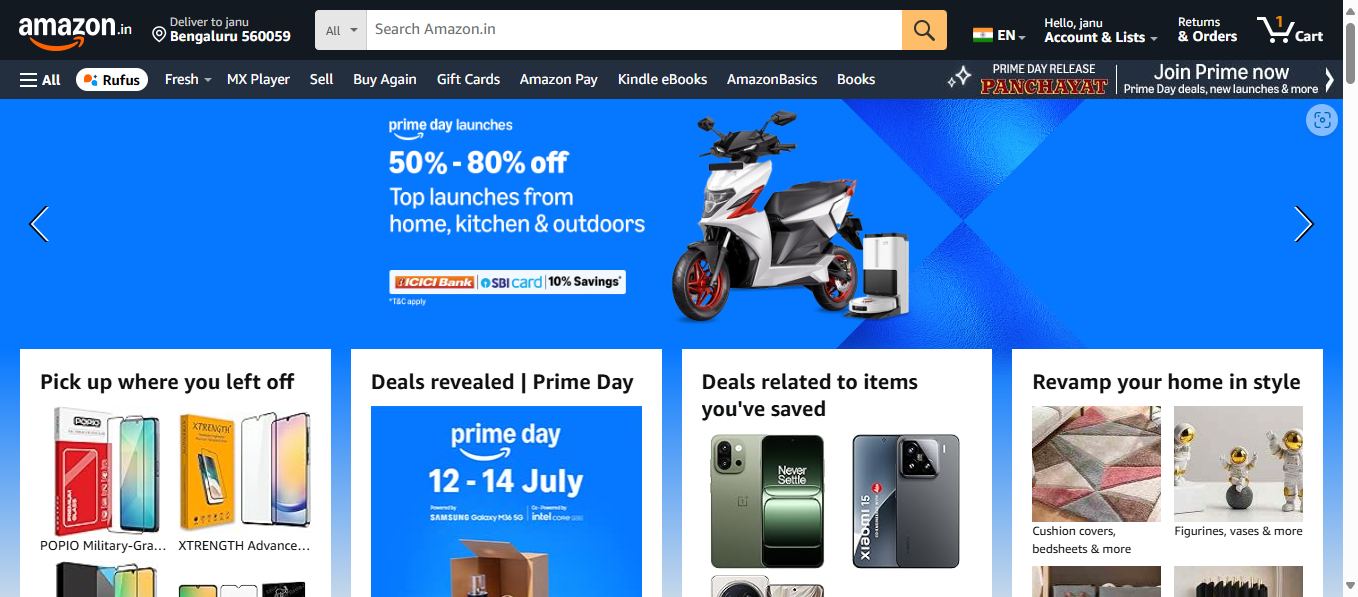 amazon.in
Deliver to janu
Bengaluru 560059
All
Search Amazon.in
EN
Hello, janu
Account & Lists
Returns
& Orders
1
Cart
All
Rufus
Fresh
MX Player
Sell
Buy Again
Gift Cards
Amazon Pay
Kindle eBooks
AmazonBasics
Books
PRIME DAY RELEASE
PANCHAYAT
Join Prime now
Prime Day deals, new launches & more
prime day launches
50% - 80% off
Top launches from
home, kitchen & outdoors
ICICI Bank SBI card 10% Savings*
*T&C apply
Pick up where you left off
POPIO
XTRENGTH
POPIO Military-Gra...
XTRENGTH Advance...
Deals revealed | Prime Day
prime day
12 - 14 July
Powered by
SAMSUNG Galaxy M36 5G
Co-Powered by
intel core
Deals related to items
you've saved
Never
Settle
xiaomi 15
Revamp your home in style
Cushion covers,
bedsheets & more
Figurines, vases & more